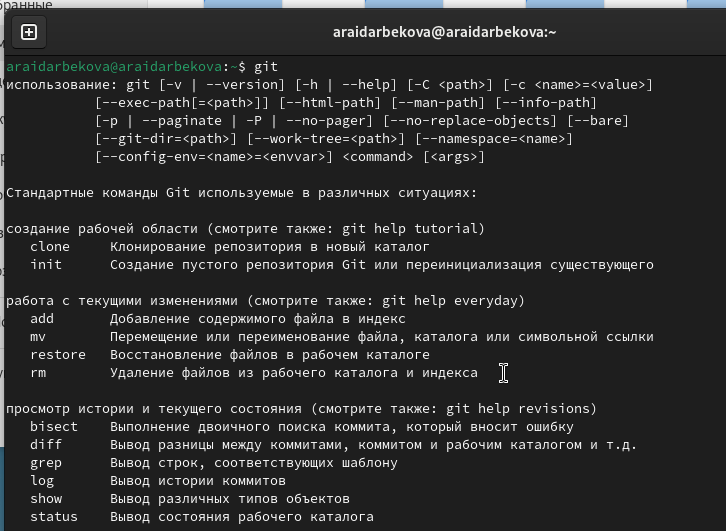 бранные
araidarbekova@araidarbekova:~
araidarbekova@araidarbekova:~$ git
использование: git [-v | --version] [-h | --help] [-C <path>] [-c <name>=<value>]
[--exec-path[=<path>]] [--html-path] [--man-path] [--info-path]
[-p | --paginate | -P | --no-pager] [--no-replace-objects] [--bare]
[--git-dir=<path>] [--work-tree=<path>] [--namespace=<name>]
[--config-env=<name>=<envvar>] <command> [<args>]
Стандартные команды Git используемые в различных ситуациях:
создание рабочей области (смотрите также: git help tutorial)
clone Клонирование репозитория в новый каталог
init Создание пустого репозитория Git или переинициализация существующего
работа с текущими изменениями (смотрите также: git help everyday)
add Добавление содержимого файла в индекс
mv Перемещение или переименование файла, каталога или символьной ссылки
restore Восстановление файлов в рабочем каталоге
rm Удаление файлов из рабочего каталога и индекса
просмотр истории и текущего состояния (смотрите также: git help revisions)
bisect Выполнение двоичного поиска коммита, который вносит ошибку
diff Вывод разницы между коммитами, коммитом и рабочим каталогом и т.д.
grep Вывод строк, соответствующих шаблону
log Вывод истории коммитов
show Вывод различных типов объектов
status Вывод состояния рабочего каталога